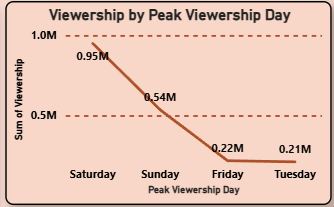 Viewership by Peak Viewership Day
1.0M
0.95M
0.54M
0.5M
0.22M
0.21M
Sum of Viewership
Saturday Sunday Friday Tuesday
Peak Viewership Day